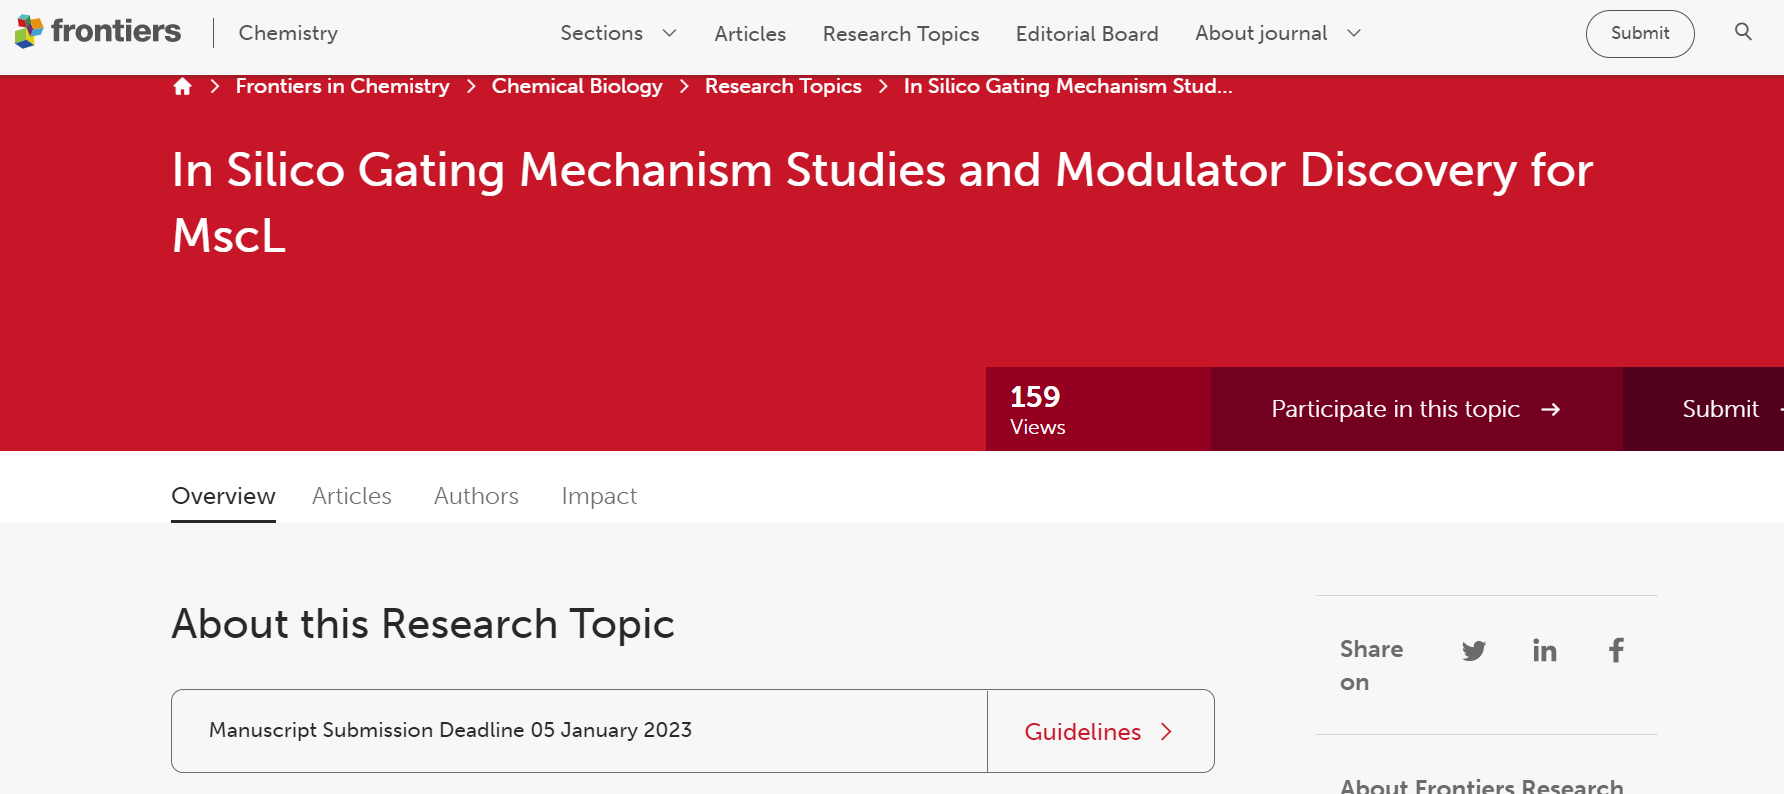 frontiers
Chemistry
Sections
Articles
Research Topics
Editorial Board
About journal
Submit
Frontiers in Chemistry > Chemical Biology > Research Topics > In Silico Gating Mechanism Stud...
In Silico Gating Mechanism Studies and Modulator Discovery for
MscL
159
Views
Participate in this topic →
Submit
Overview
Articles
Authors
Impact
About this Research Topic
Manuscript Submission Deadline 05 January 2023
Guidelines >
Share
on
About Frontiers Research